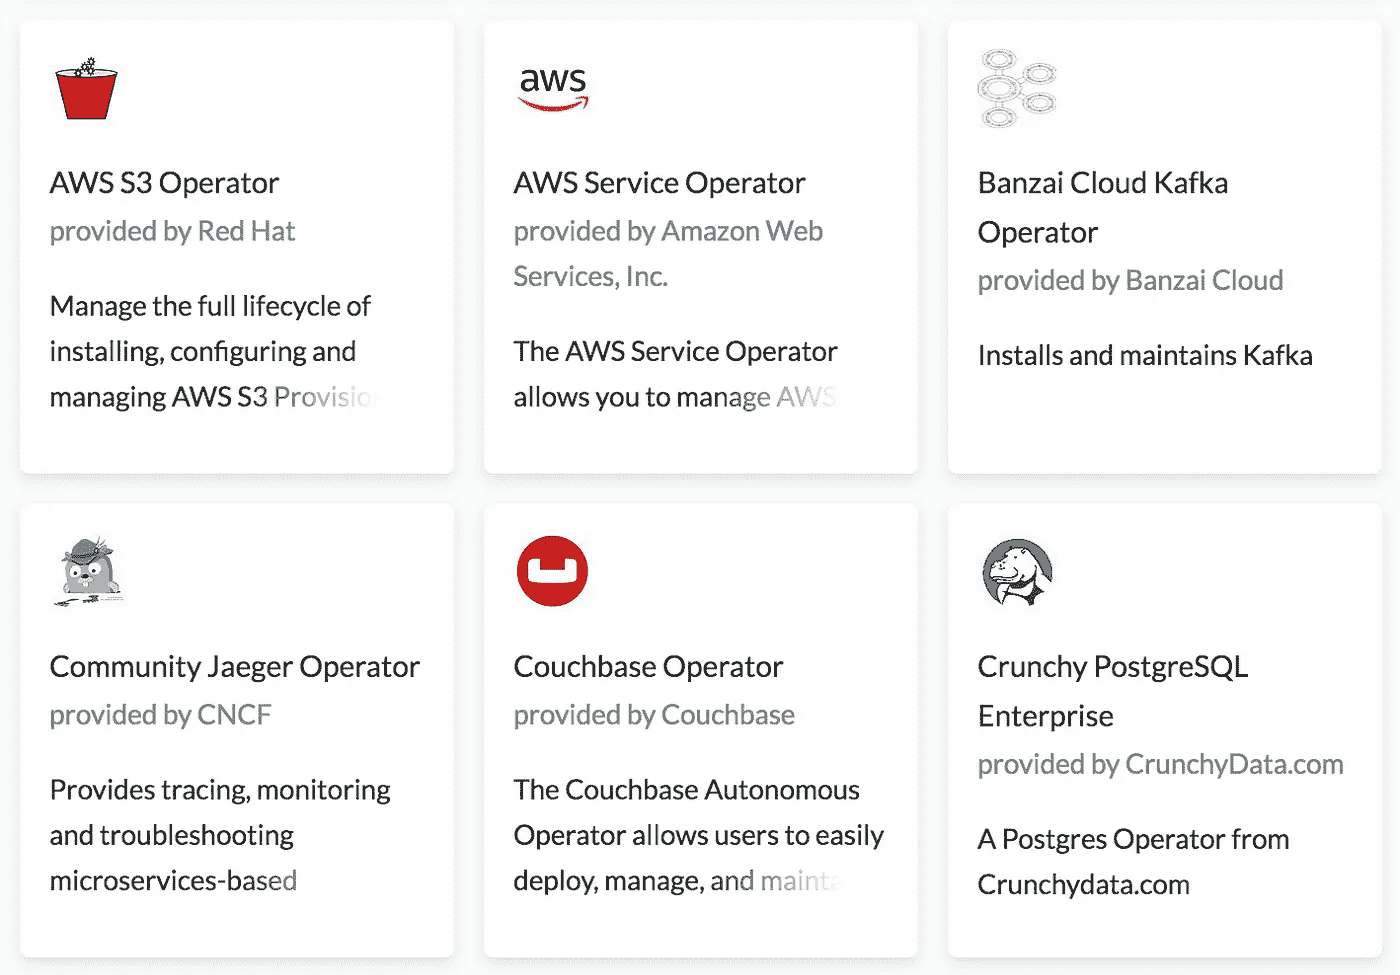 aws
AWS S3 Operator
provided by Red Hat
Manage the full lifecycle of
installing, configuring and
managing AWS S3 Provisio
AWS Service Operator
provided by Amazon Web
Services, Inc.
The AWS Service Operator
allows you to manage AWS
Banzai Cloud Kafka
Operator
provided by Banzai Cloud
Installs and maintains Kafka
Community Jaeger Operator
provided by CNCF
Provides tracing, monitoring
and troubleshooting
microservices-based
Couchbase Operator
provided by Couchbase
The Couchbase Autonomous
Operator allows users to easily
deploy, manage, and mainta
Crunchy PostgreSQL
Enterprise
provided by CrunchyData.com
A Postgres Operator from
Crunchydata.com